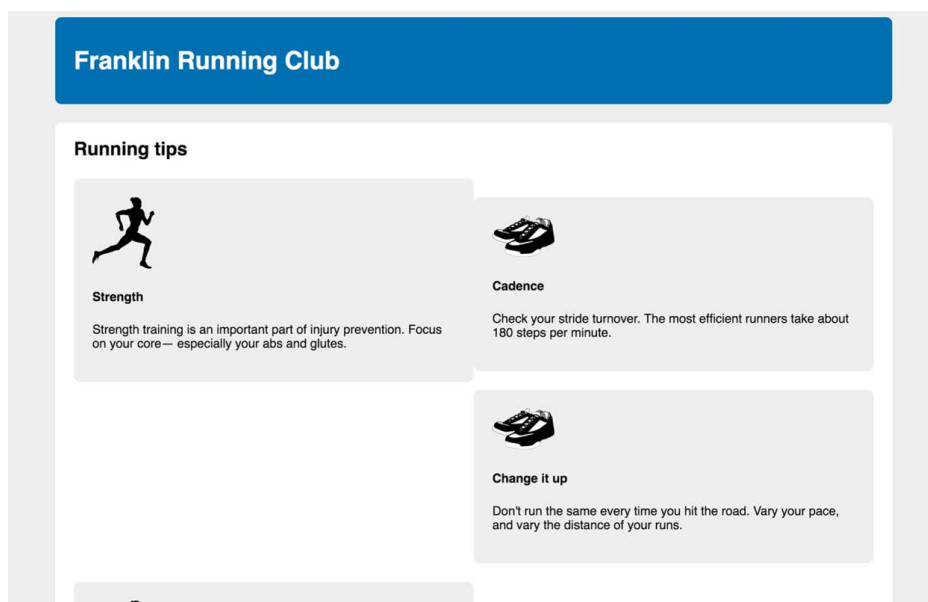 Franklin Running Club
Running tips
Strength
Strength training is an important part of injury prevention. Focus
on your core— especially your abs and glutes.
Cadence
Check your stride turnover. The most efficient runners take about
180 steps per minute.
Change it up
Don't run the same every time you hit the road. Vary your pace,
and vary the distance of your runs.